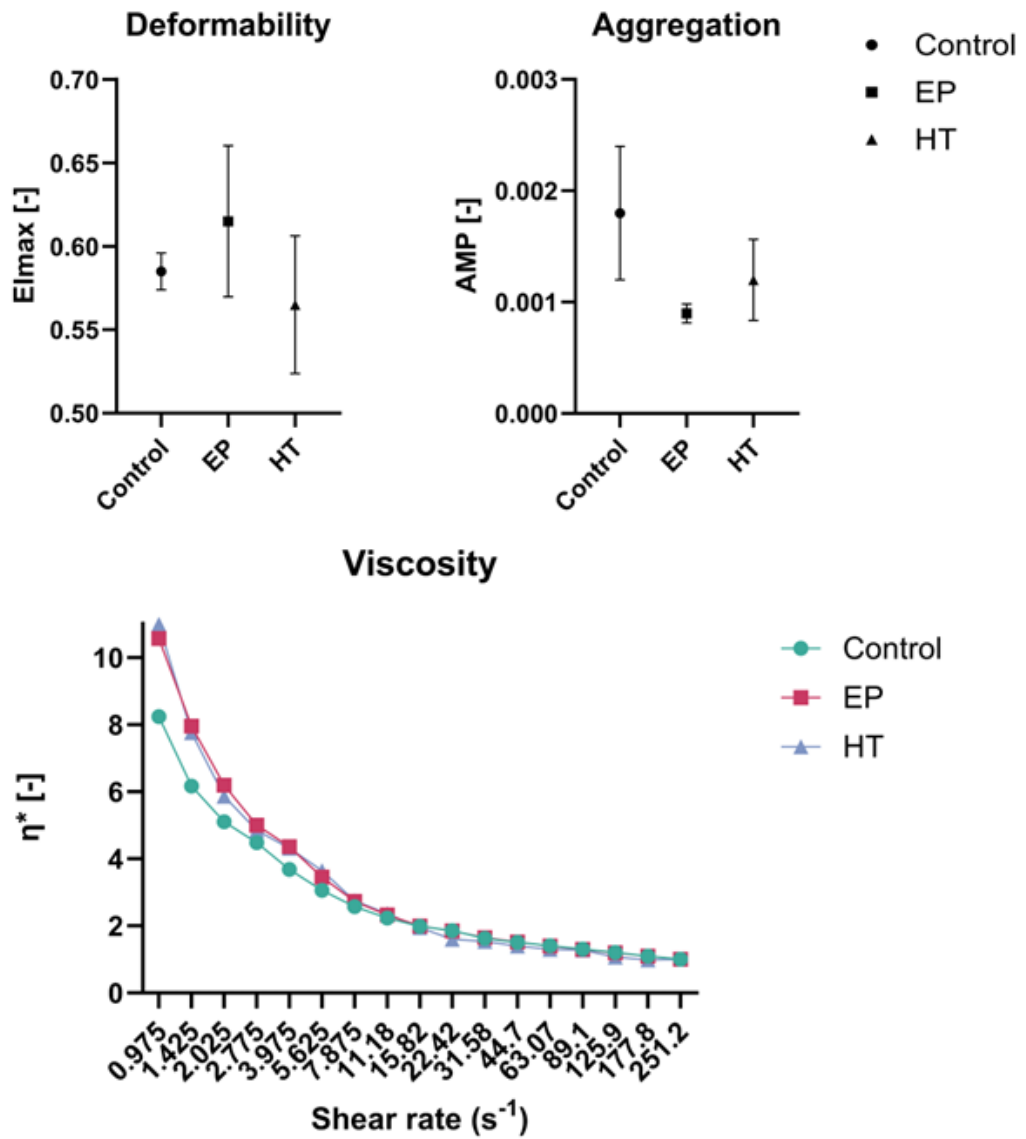 Deformability
0.70
0.65
0.60
0.55
0.50
EImax [-]
Control
EP
HT
Aggregation
0.003
0.002
0.001
0.000
AMP [-]
Control
EP
HT
Control
EP
HT
Viscosity
10
8
6
4
2
0
η* [-]
0.975
1.425
2.025
2.775
3.975
5.625
7.875
11.18
15.82
22.42
31.58
44.7
63.07
89.1
125.9
177.8
251.2
Shear rate (s⁻¹)
Control
EP
HT